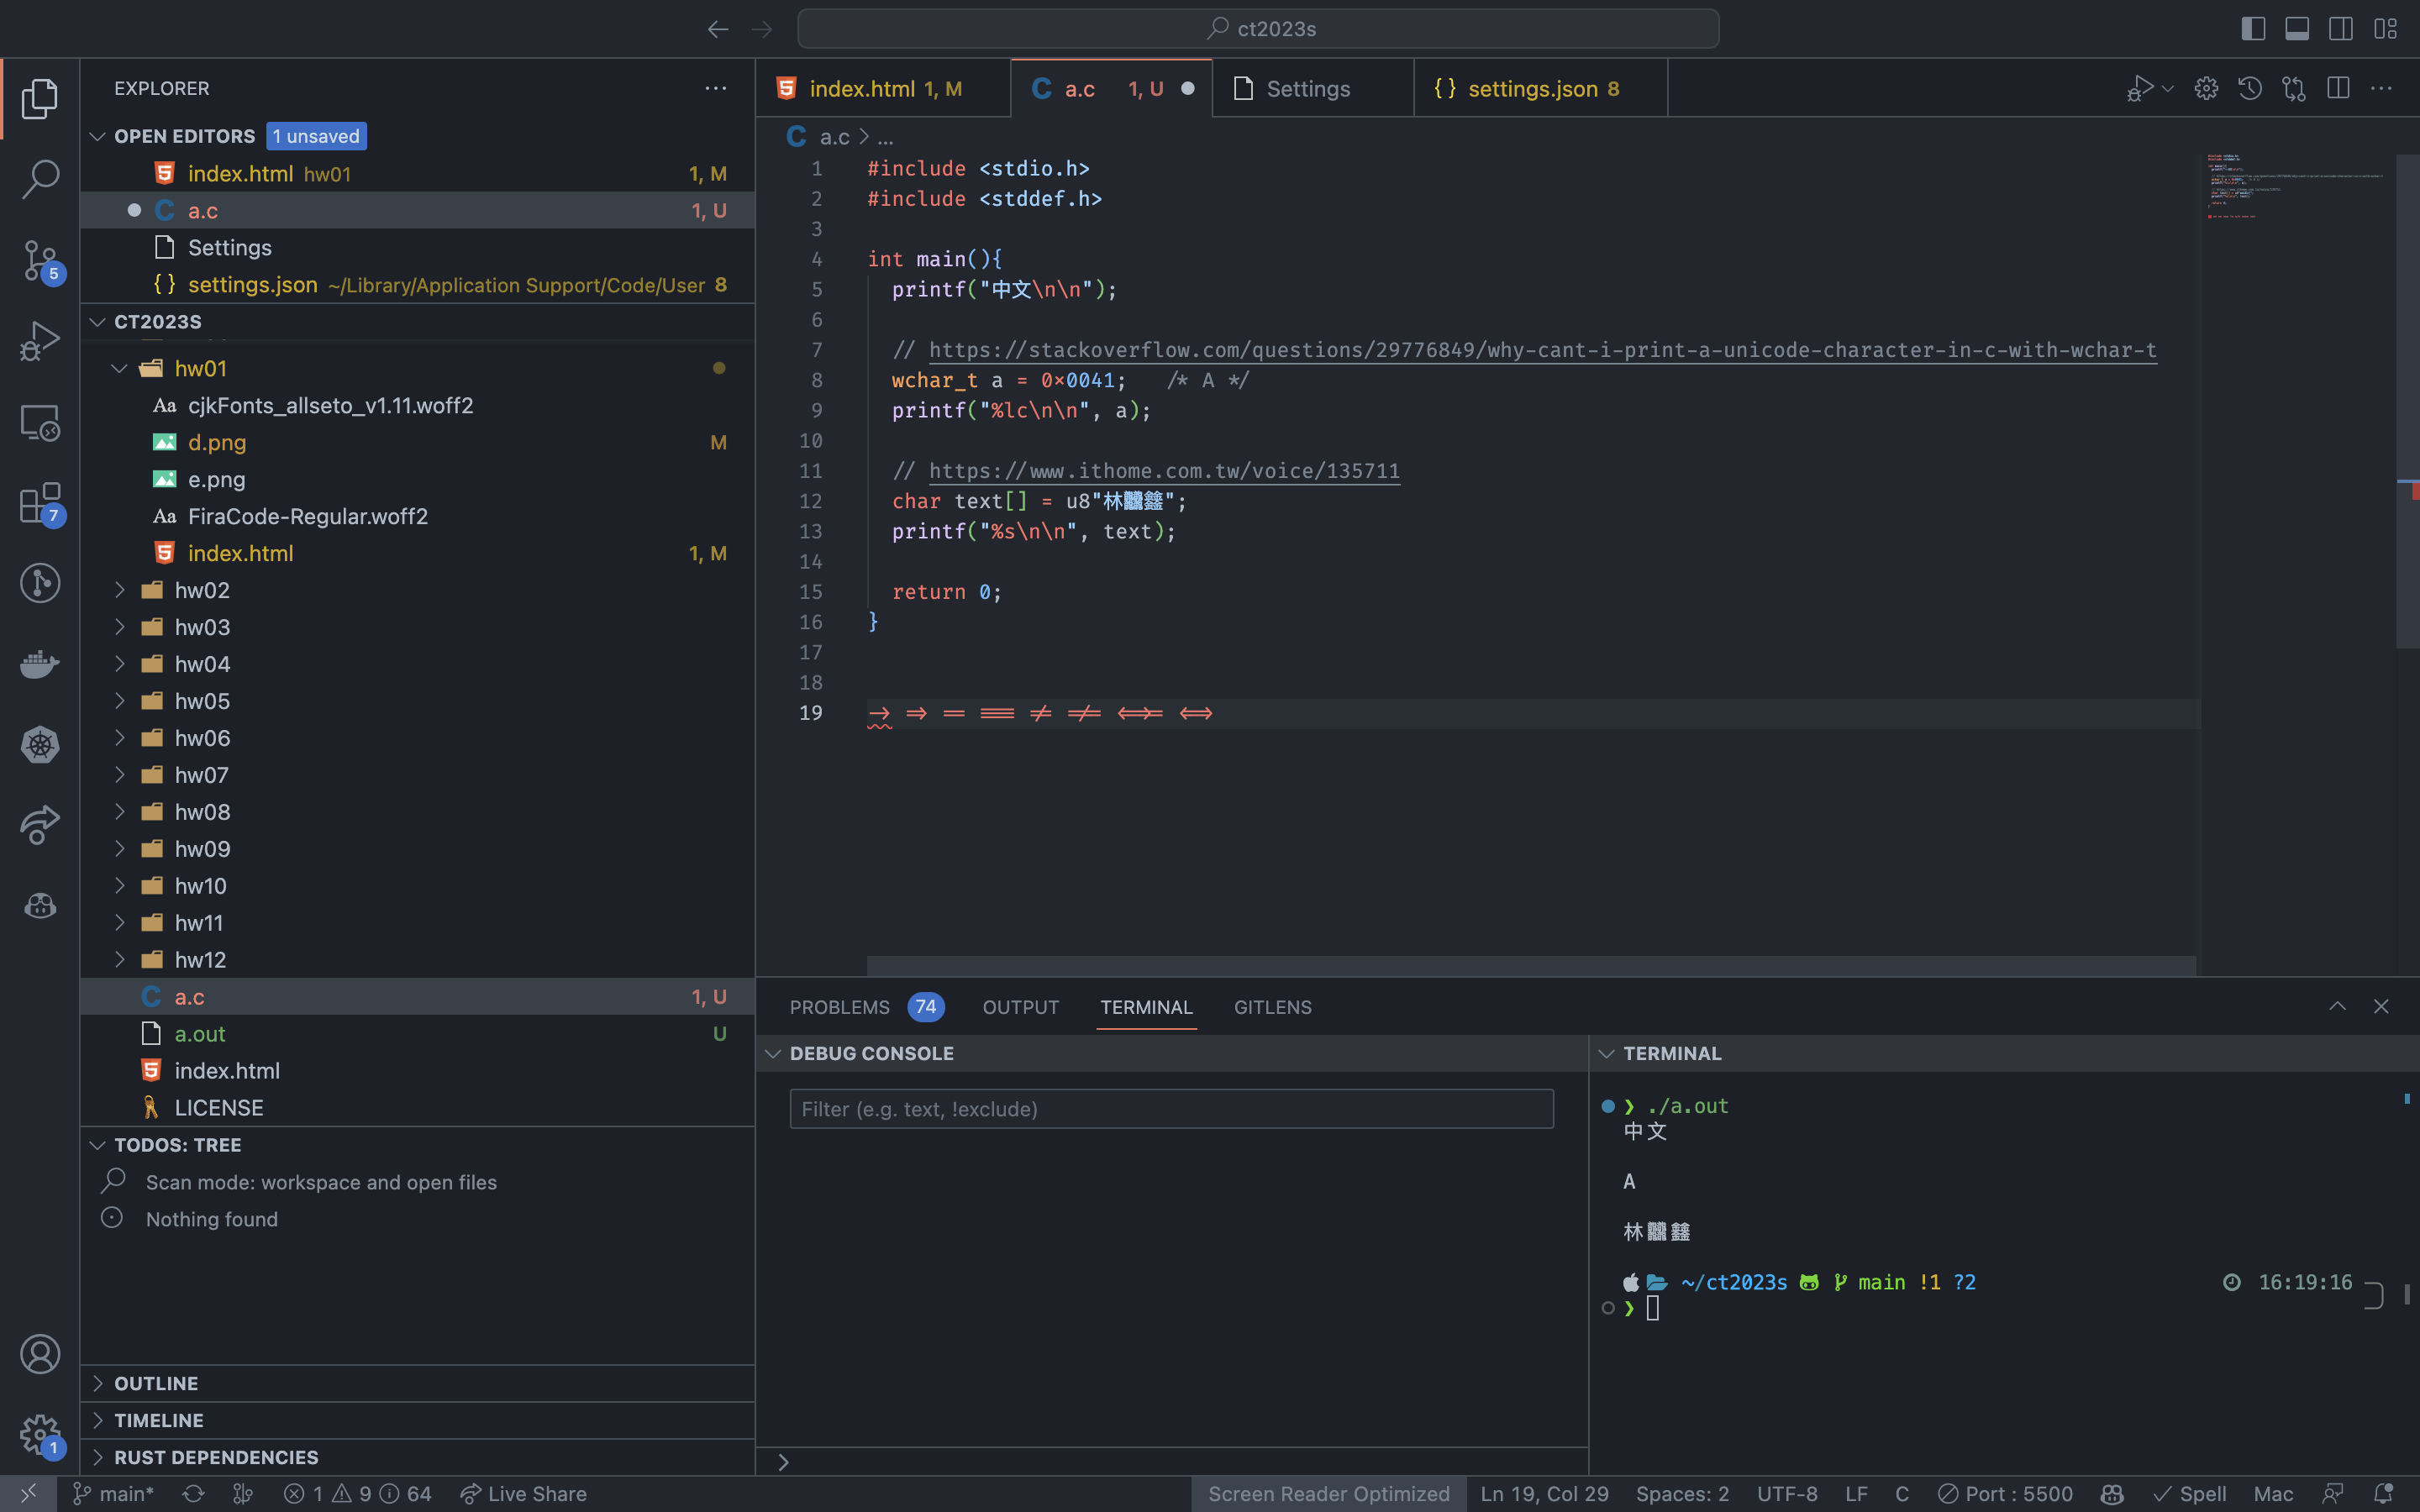 ct2023s
EXPLORER
OPEN EDITORS 1 unsaved
index.html hw01 1, M
a.c 1, U
Settings
{ } settings.json ~/Library/Application Support/Code/User 8
CT2023S
hw01
Aa cjkFonts_allseto_v1.11.woff2
d.png M
e.png
Aa FiraCode-Regular.woff2
index.html 1, M
hw02
hw03
hw04
hw05
hw06
hw07
hw08
hw09
hw10
hw11
hw12
a.c 1, U
a.out U
index.html
LICENSE
TODOS: TREE
Scan mode: workspace and open files
Nothing found
OUTLINE
TIMELINE
RUST DEPENDENCIES
5
7
1
index.html 1, M
a.c 1, U
Settings
{ } settings.json 8
a.c > ...
1 #include <stdio.h>
2 #include <stddef.h>
3
4 int main(){
5 printf("中文\n\n");
6
7 // https://stackoverflow.com/questions/29776849/why-cant-i-print-a-unicode-character-in-c-with-wchar-t
8 wchar_t a = 0x0041; /* A */
9 printf("%lc\n\n", a);
10
11 // https://www.ithome.com.tw/voice/135711
12 char text[] = u8"林鑫";
13 printf("%s\n\n", text);
14
15 return 0;
16 }
17
18
19 -> => == === != !== <==> <=>
PROBLEMS 74 OUTPUT TERMINAL GITLENS
DEBUG CONSOLE
Filter (e.g. text, !exclude)
TERMINAL
❯ ./a.out
中文
A
林鑫
~/ct2023s main !1 ?2 16:19:16
❯
main* 1 9 64 Live Share Screen Reader Optimized Ln 19, Col 29 Spaces: 2 UTF-8 LF C Port : 5500 Spell Mac